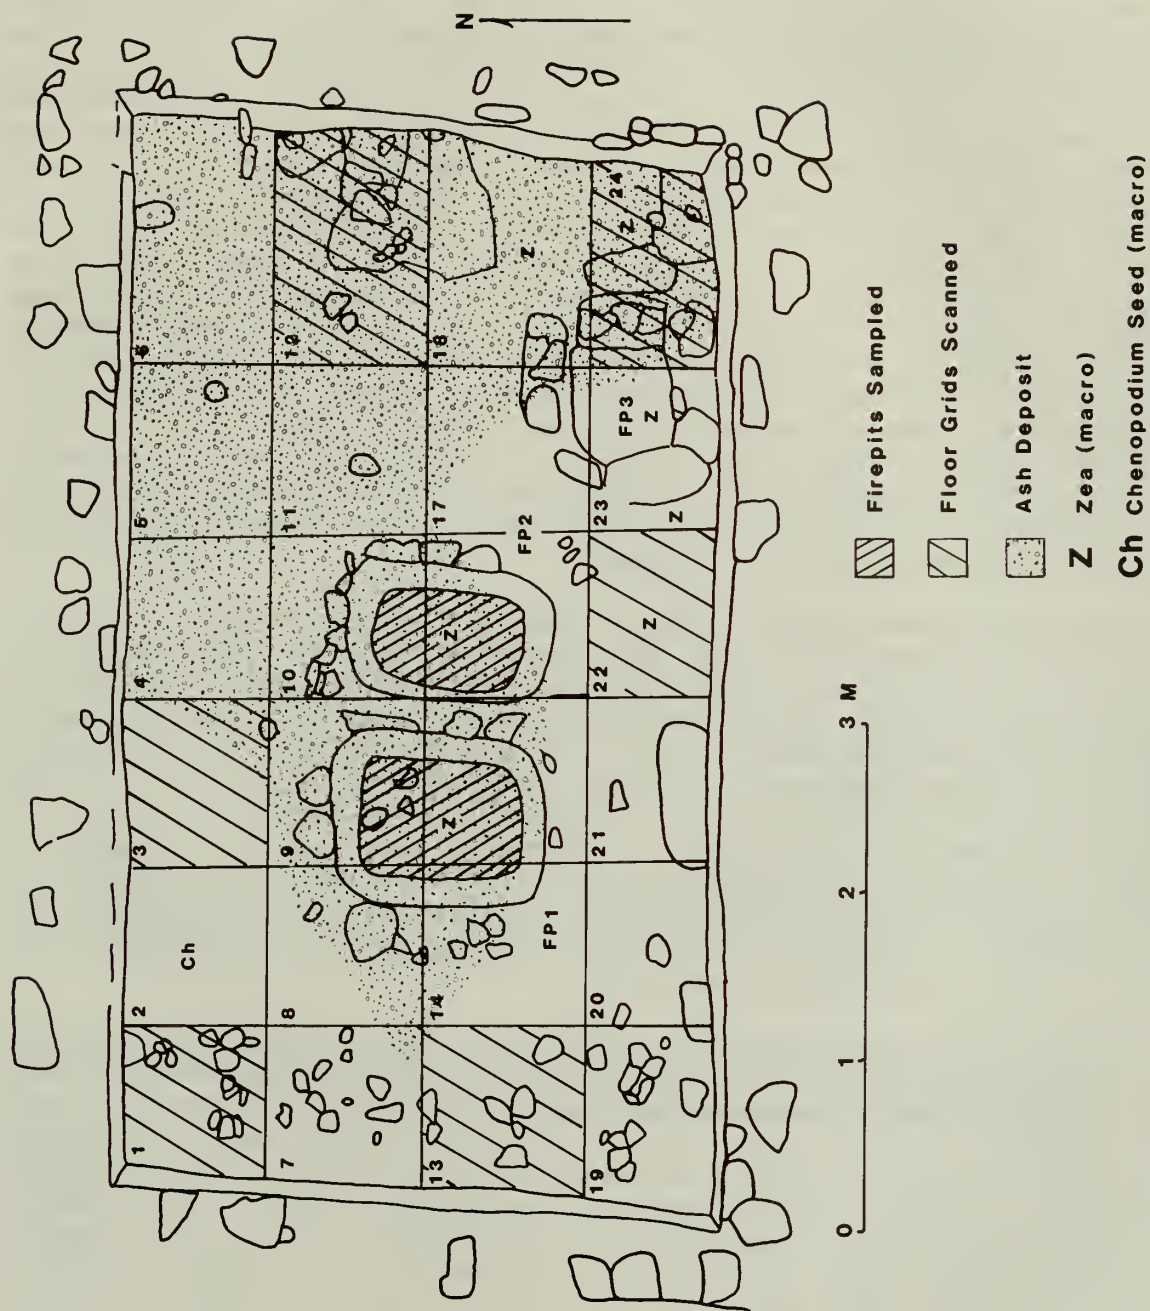 1 2 3 4 5 6
Ch
7 8 9 10 11 12
13 14 17 18
Z Z
N
Z
FP1 FP2
19 20 21 22 23 24
FP3
Z Z Z
Z
0 1 2 3 M
Firepits Sampled
Floor Grids Scanned
Ash Deposit
Z Zea (macro)
Ch Chenopodium Seed (macro)